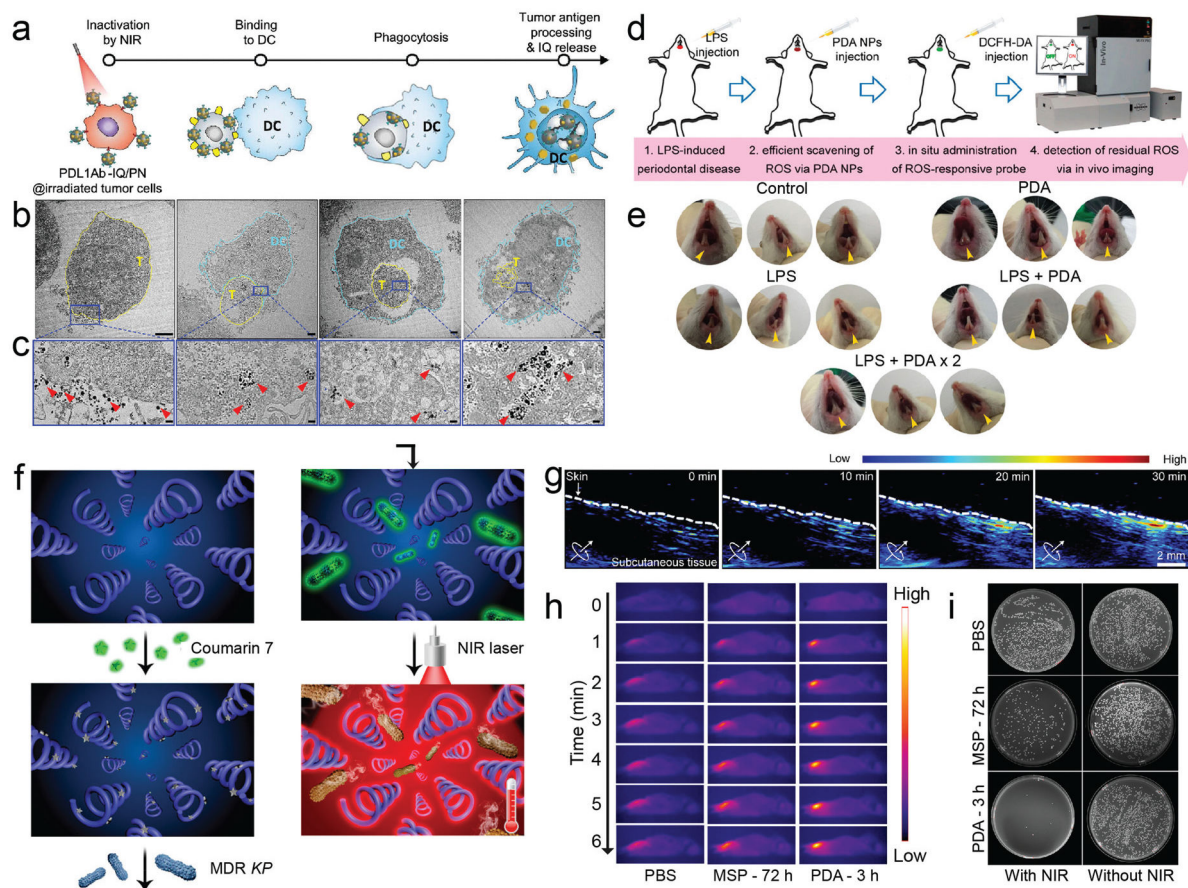 a
Inactivation
by NIR
Binding
to DC
Phagocytosis
Tumor antigen
processing
& IQ release
DC
DC
DC
PDL1Ab -IQ/PN
@irradiated tumor cells
b
T
DC
T
DC
T
DC
T
c
d
LPS
injection
PDA NPs
injection
DCFH-DA
injection
OFF
ON
In-Vivo
1. LPS-induced
periodontal disease
2. efficient scavening of
ROS via PDA NPs
3. in situ administration
of ROS-responsive probe
4. detection of residual ROS
via in vivo imaging
e
Control
PDA
LPS
LPS + PDA
LPS + PDA x 2
f
Coumarin 7
MDR KP
NIR laser
Low
High
g
Skin
0 min
10 min
20 min
30 min
Subcutaneous tissue
2 mm
h
Time (min)
0
1
2
3
4
5
6
PBS
MSP - 72 h
PDA - 3 h
High
Low
i
PBS
MSP - 72 h
PDA - 3 h
With NIR
Without NIR